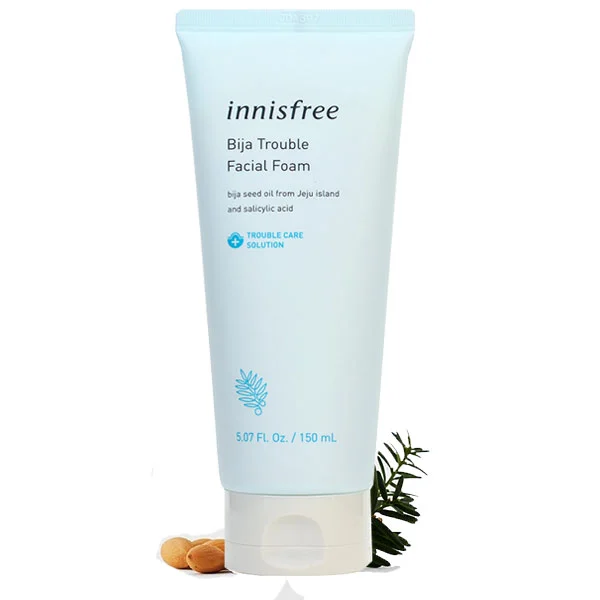 innisfree
Bija Trouble
Facial Foam
bija seed oil from Jeju island
and salicylic acid
TROUBLE CARE
SOLUTION
5.07 Fl. Oz. / 150 mL